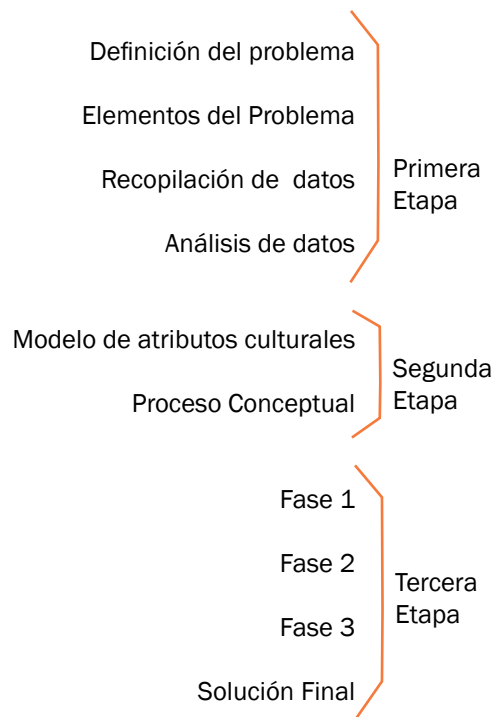 Definición del problema
Elementos del Problema
Recopilación de  datos
Análisis de datos
Primera
Etapa
Modelo de atributos culturales
Proceso Conceptual
Segunda
Etapa
Fase 1
Fase 2
Fase 3
Solución Final
Tercera
Etapa